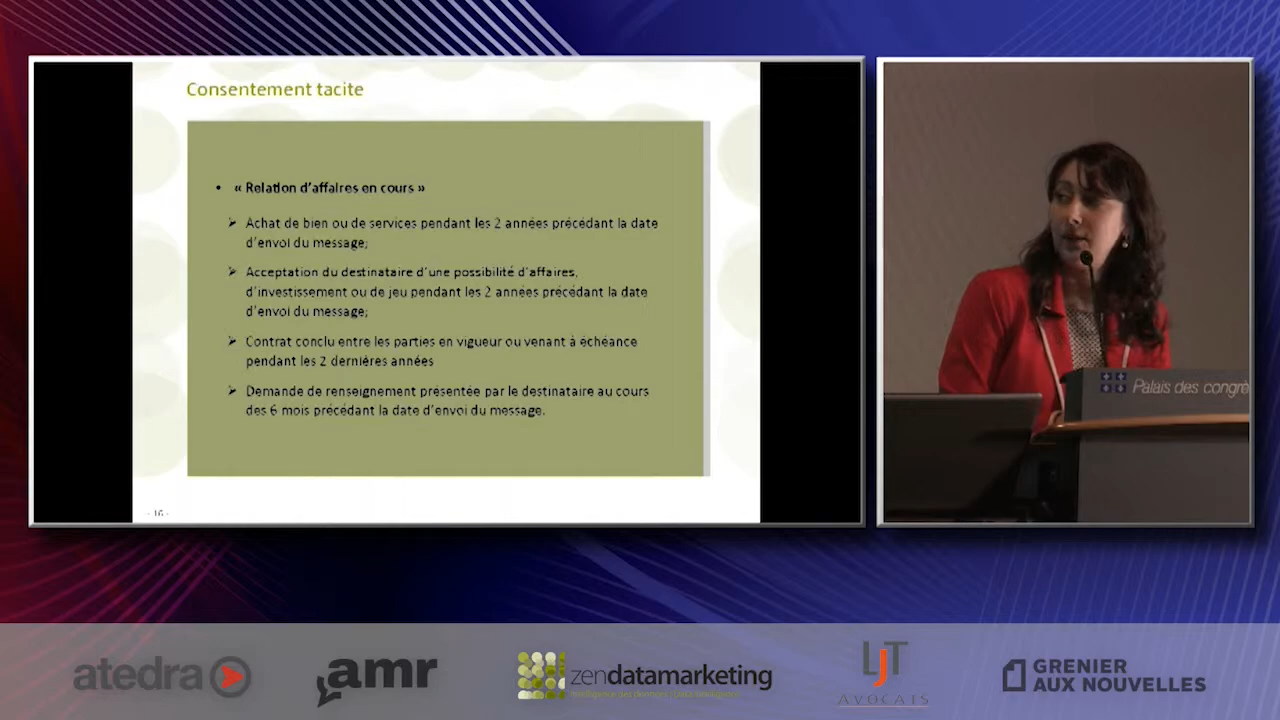 Consentement tacite
• « Relation d’affaires en cours »
➢ Achat de bien ou de services pendant les 2 années précédant la date
d’envoi du message;
➢ Acceptation du destinataire d’une possibilité d’affaires,
d’investissement ou de jeu pendant les 2 années précédant la date
d’envoi du message;
➢ Contrat conclu entre les parties en vigueur ou venant à échéance
pendant les 2 dernières années
➢ Demande de renseignement présentée par le destinataire au cours
des 6 mois précédant la date d’envoi du message.
- 16 -
Palais des congrè
atedra
amr
zendatamarketing
LJT
AVOCATS
GRENIER
AUX NOUVELLES